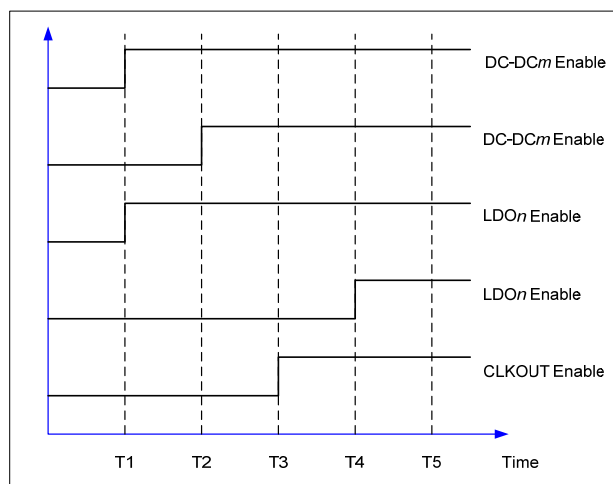 DC-DCm Enable
DC-DCm Enable
LDOn Enable
LDOn Enable
CLKOUT Enable
T1 T2 T3 T4 T5 Time